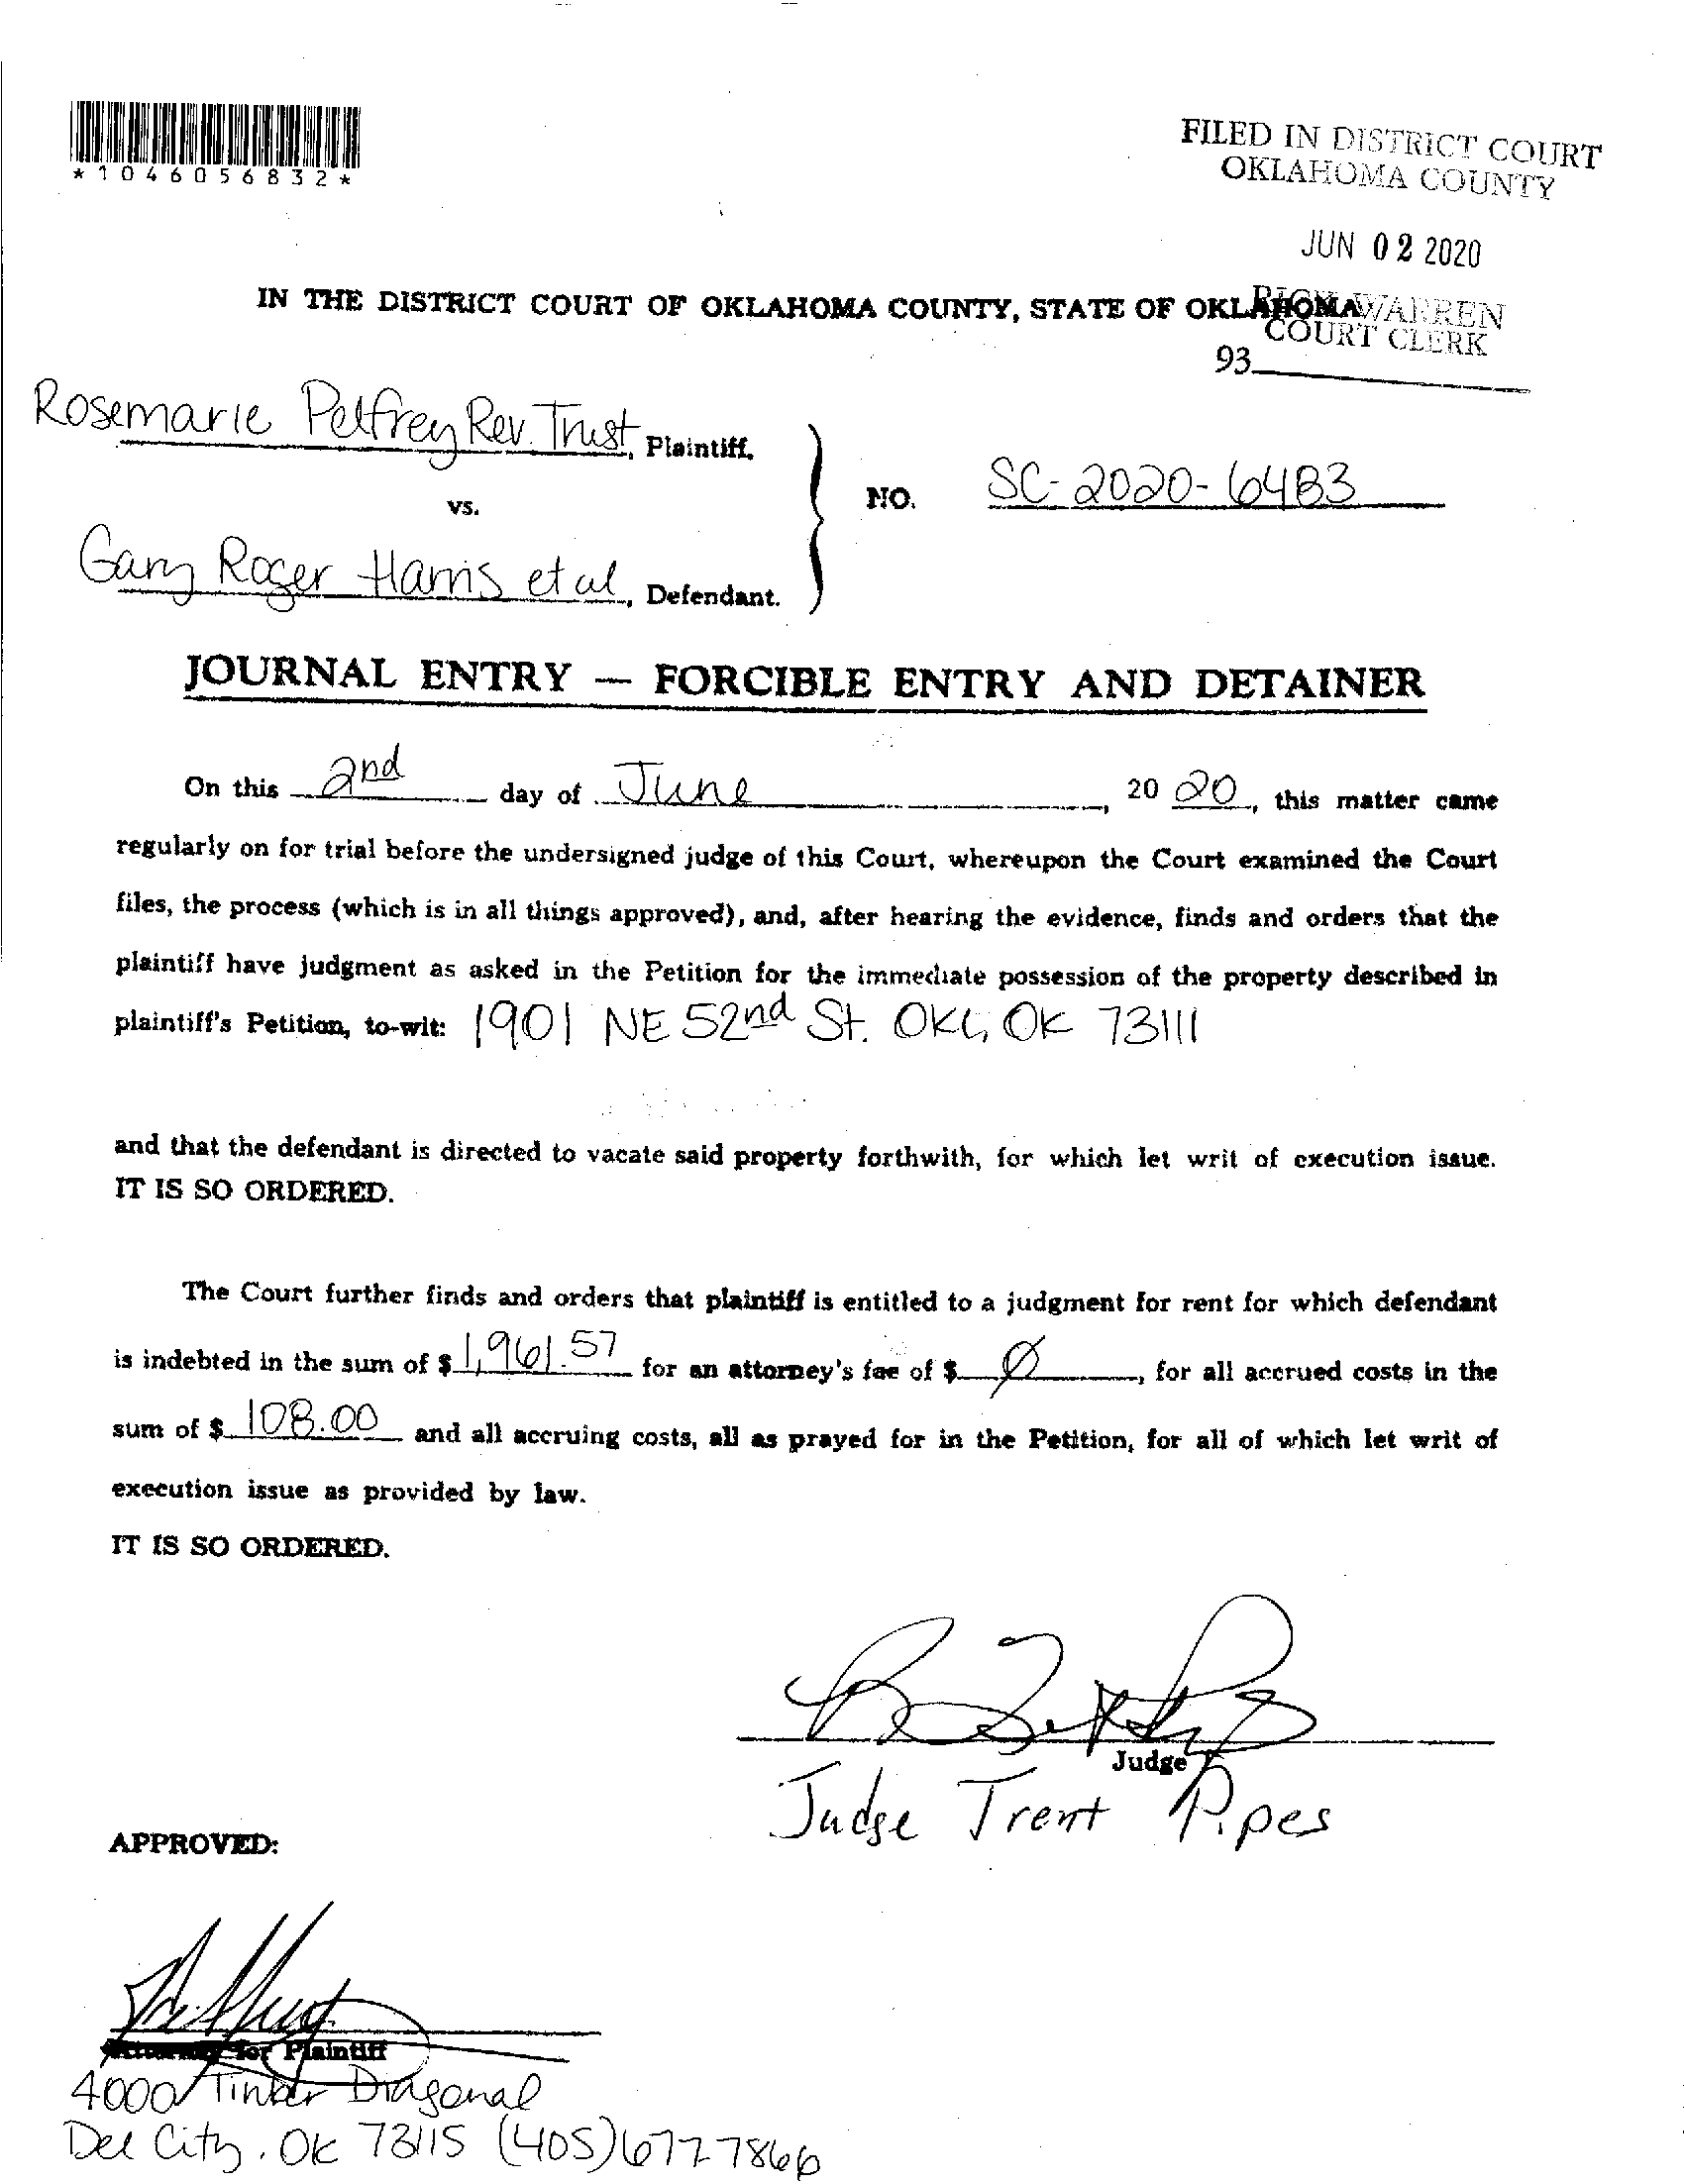 *1046056832*
FILED IN DISTRICT COURT
OKLAHOMA COUNTY
JUN 02 2020
RICK WARREN
COURT CLERK
93
IN THE DISTRICT COURT OF OKLAHOMA COUNTY, STATE OF OKLAHOMA
Rosemarie Pelfrey Rev. Trust, Plaintiff,
vs.
NO. SC-2020-6483
Gary Roger Harris et al, Defendant.
JOURNAL ENTRY — FORCIBLE ENTRY AND DETAINER
On this 2nd day of June, 20 20, this matter came
regularly on for trial before the undersigned judge of this Court, whereupon the Court examined the Court
files, the process (which is in all things approved), and, after hearing the evidence, finds and orders that the
plaintiff have judgment as asked in the Petition for the immediate possession of the property described in
plaintiff's Petition, to-wit: 1901 NE 52nd St. OKC, OK 73111
and that the defendant is directed to vacate said property forthwith, for which let writ of execution issue.
IT IS SO ORDERED.
The Court further finds and orders that plaintiff is entitled to a judgment for rent for which defendant
is indebted in the sum of $ 1,961.57 for an attorney's fee of $ Ø, for all accrued costs in the
sum of $ 108.00 and all accruing costs, all as prayed for in the Petition, for all of which let writ of
execution issue as provided by law.
IT IS SO ORDERED.
Judge
Judge Trent Pipes
APPROVED:
Attorney for Plaintiff
4000 Tinker Diagonal
Del City, OK 73115 (405)677-7866